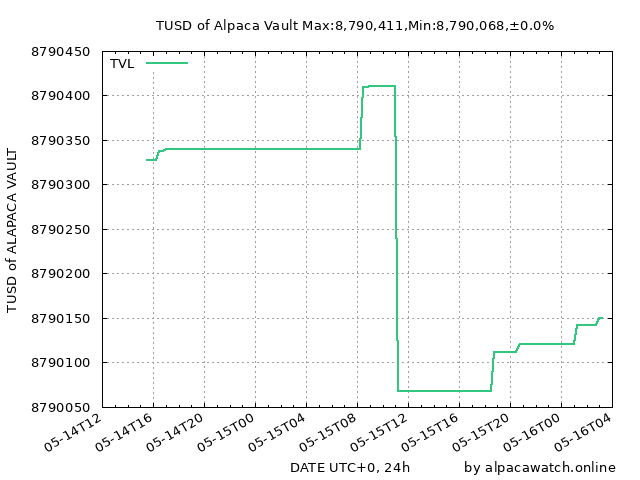 TUSD of Alpaca Vault Max:8,790,411,Min:8,790,068,±0.0%
TVL
8790450
8790400
8790350
8790300
8790250
8790200
8790150
8790100
8790050
TUSD of ALAPACA VAULT
05-14T12
05-14T16
05-14T20
05-15T00
05-15T04
05-15T08
05-15T12
05-15T16
05-15T20
05-16T00
05-16T04
DATE UTC+0, 24h
by alpacawatch.online